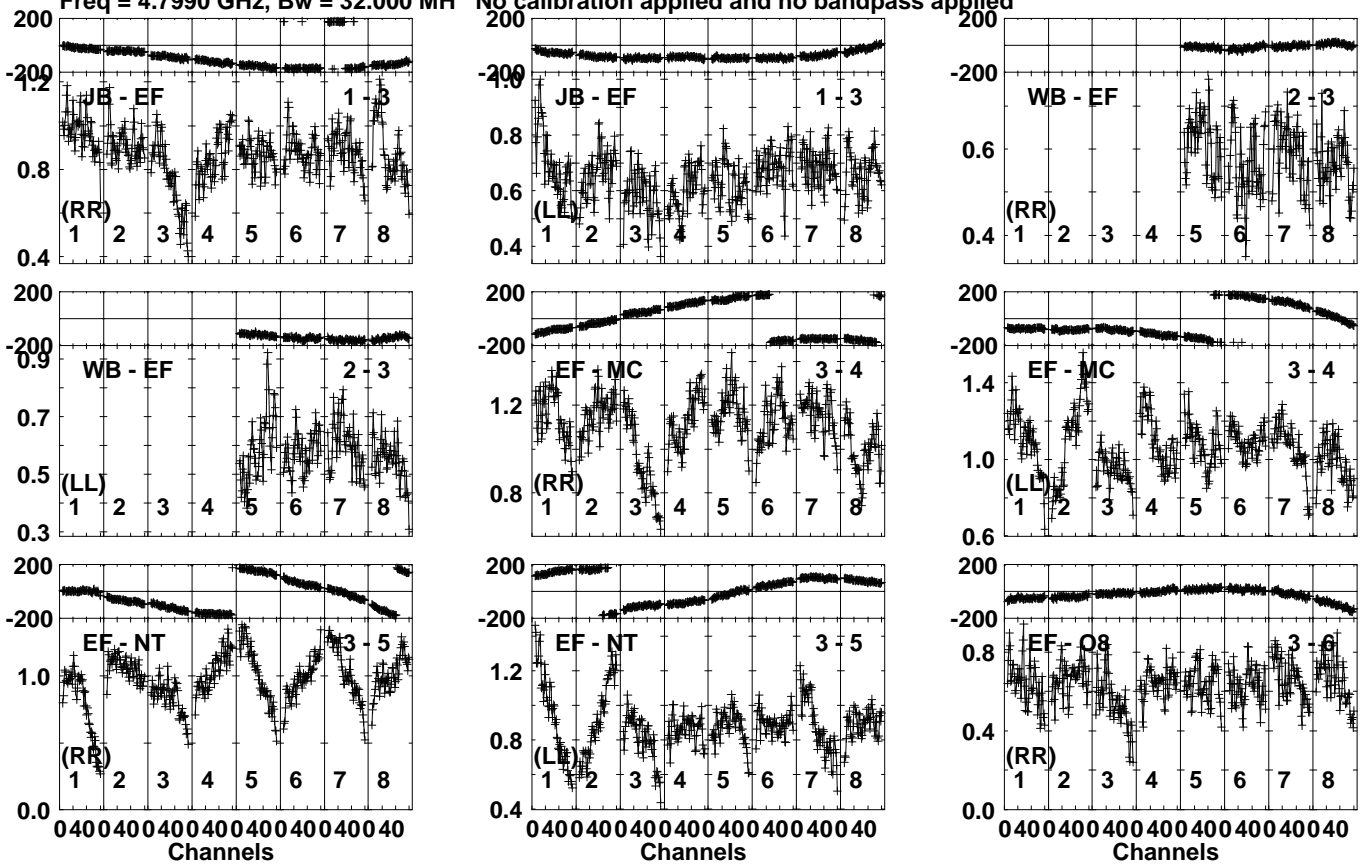 Freq = 4.7990 GHz, Bw = 32.000 MH No calibration applied and no bandpass applied
200
-200
1.2
0.8
0.4
JB - EF
1 - 3
(RR)
1 2 3 4 5 6 7 8
200
-200
1.0
0.8
0.6
0.4
JB - EF
1 - 3
(LL)
1 2 3 4 5 6 7 8
200
-200
0.6
0.4
WB - EF
2 - 3
(RR)
1 2 3 4 5 6 7 8
200
-200
0.9
0.7
0.5
0.3
WB - EF
2 - 3
(LL)
1 2 3 4 5 6 7 8
200
-200
1.2
0.8
EF - MC
3 - 4
(RR)
1 2 3 4 5 6 7 8
200
-200
1.4
1.0
0.6
EF - MC
3 - 4
(LL)
1 2 3 4 5 6 7 8
200
-200
1.0
0.0
EF - NT
3 - 5
(RR)
1 2 3 4 5 6 7 8
0 40 0 40 0 40 0 40 0 40 0 40 0 40 0 40
Channels
200
-200
1.2
0.8
0.4
EF - NT
3 - 5
(LL)
1 2 3 4 5 6 7 8
0 40 0 40 0 40 0 40 0 40 0 40 0 40 0 40
Channels
200
-200
0.8
0.4
0.0
EF - O8
3 - 6
(RR)
1 2 3 4 5 6 7 8
0 40 0 40 0 40 0 40 0 40 0 40 0 40 0 40
Channels